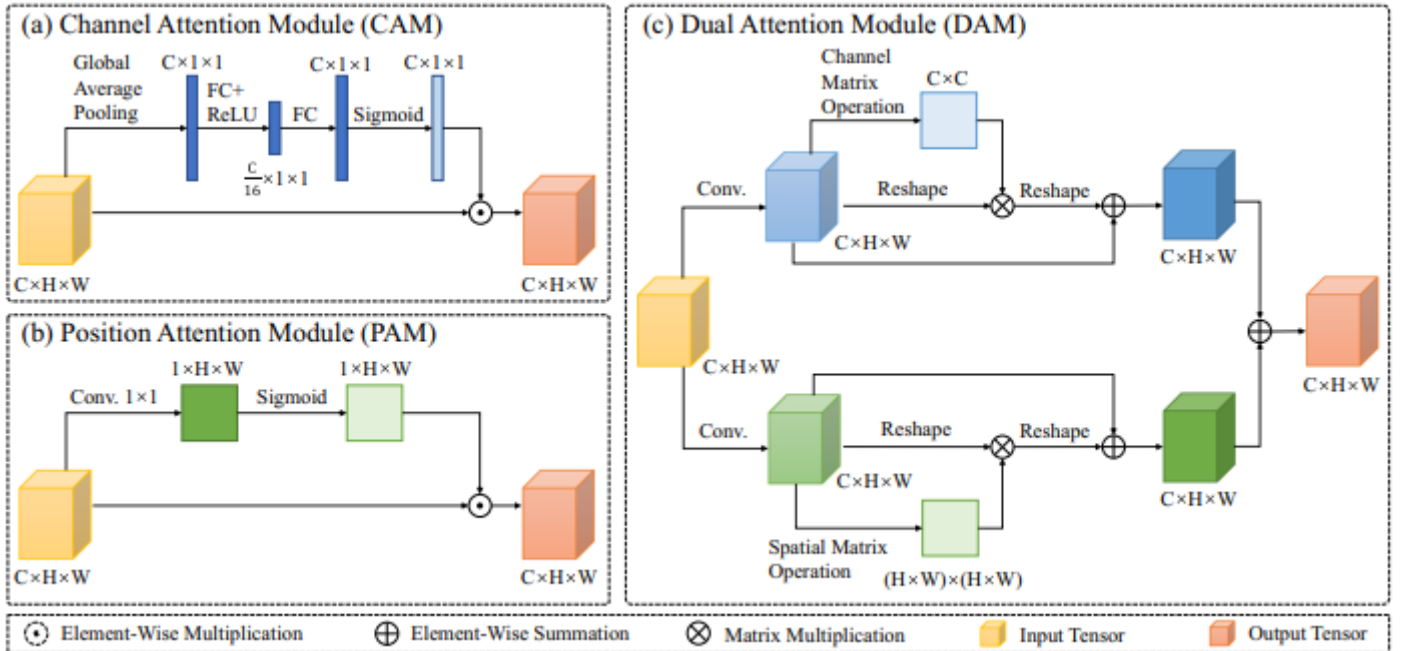 (a) Channel Attention Module (CAM)
Global
Average
Pooling
C×1×1
FC+
ReLU
C/16 ×1×1
FC
C×1×1
Sigmoid
C×1×1
C×H×W
C×H×W
(b) Position Attention Module (PAM)
Conv. 1×1
1×H×W
Sigmoid
1×H×W
C×H×W
C×H×W
(c) Dual Attention Module (DAM)
Channel
Matrix
Operation
C×C
Conv.
Reshape
Reshape
C×H×W
C×H×W
C×H×W
C×H×W
Conv.
Reshape
Reshape
C×H×W
C×H×W
Spatial Matrix
Operation
(H×W)×(H×W)
Element-Wise Multiplication
Element-Wise Summation
Matrix Multiplication
Input Tensor
Output Tensor